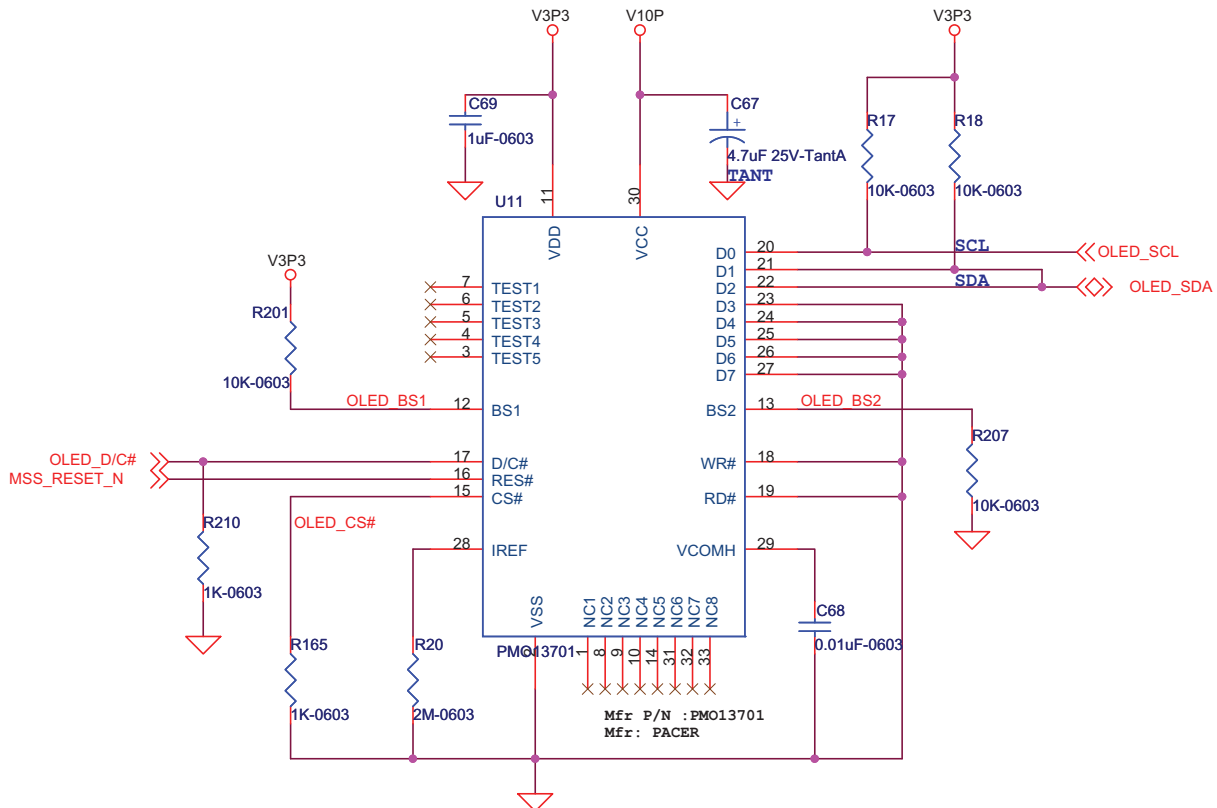 V3P3
V10P
V3P3
C69
1uF-0603
C67
+
4.7uF 25V-TantA
TANT
R17
10K-0603
R18
10K-0603
U11
11
VDD
30
VCC
V3P3
R201
10K-0603
7 TEST1
6 TEST2
5 TEST3
4 TEST4
3 TEST5
D0 20 SCL OLED_SCL
D1 21
D2 22 SDA OLED_SDA
D3 23
D4 24
D5 25
D6 26
D7 27
OLED_BS1 12 BS1
BS2 13 OLED_BS2
R207
10K-0603
OLED_D/C# 17 D/C#
MSS_RESET_N 16 RES#
15 CS#
OLED_CS#
WR# 18
RD# 19
R210
1K-0603
28 IREF
VCOMH 29
VSS
2
NC1
NC2
NC3
NC4
NC5
NC6
NC7
NC8
1
8
9
10
14
31
32
33
PMO13701
C68
0.01uF-0603
R165
1K-0603
R20
2M-0603
Mfr P/N :PMO13701
Mfr: PACER